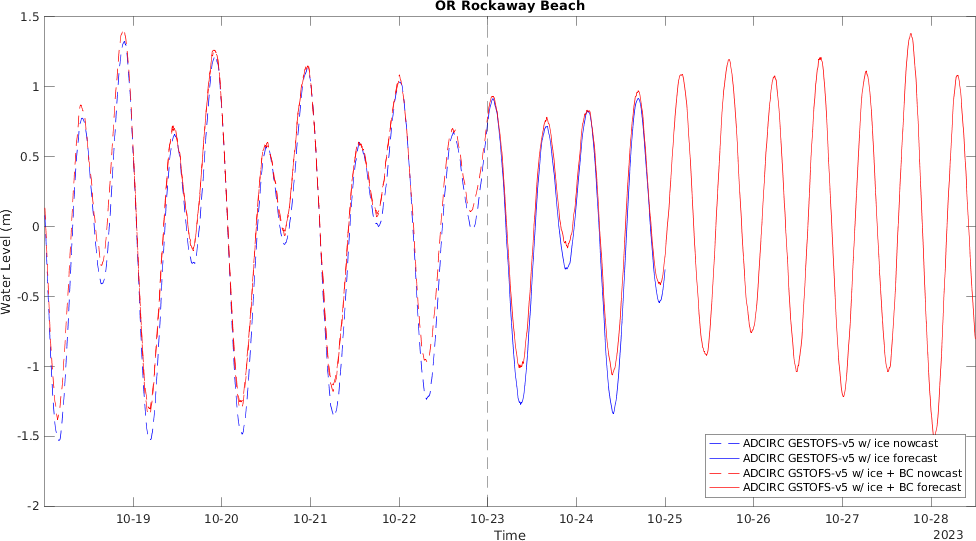 OR Rockaway Beach
1.5
1
0.5
0
-0.5
-1
-1.5
-2
Water Level (m)
10-19 10-20 10-21 10-22 10-23 10-24 10-25 10-26 10-27 10-28
Time
2023
ADCIRC GESTOFS-v5 w/ ice nowcast
ADCIRC GESTOFS-v5 w/ ice forecast
ADCIRC GSTOFS-v5 w/ ice + BC nowcast
ADCIRC GSTOFS-v5 w/ ice + BC forecast